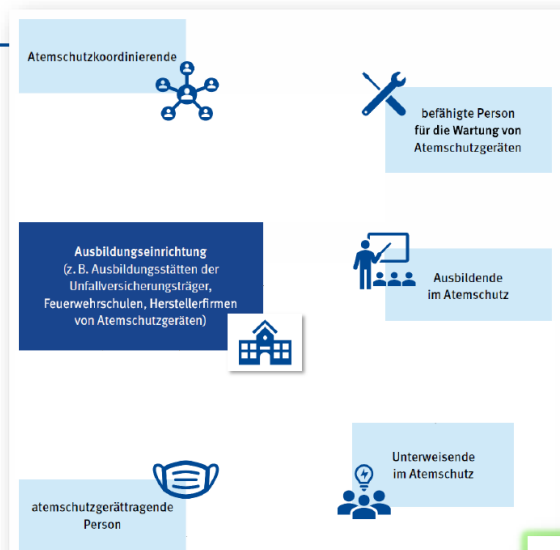 Atemschutzkoordinierende
befähigte Person
für die Wartung von
Atemschutzgeräten
Ausbildungseinrichtung
(z. B. Ausbildungsstätten der
Unfallversicherungsträger,
Feuerwehrschulen, Herstellerfirmen
von Atemschutzgeräten)
Ausbildende
im Atemschutz
Unterweisende
im Atemschutz
atemschutzgerättragende
Person